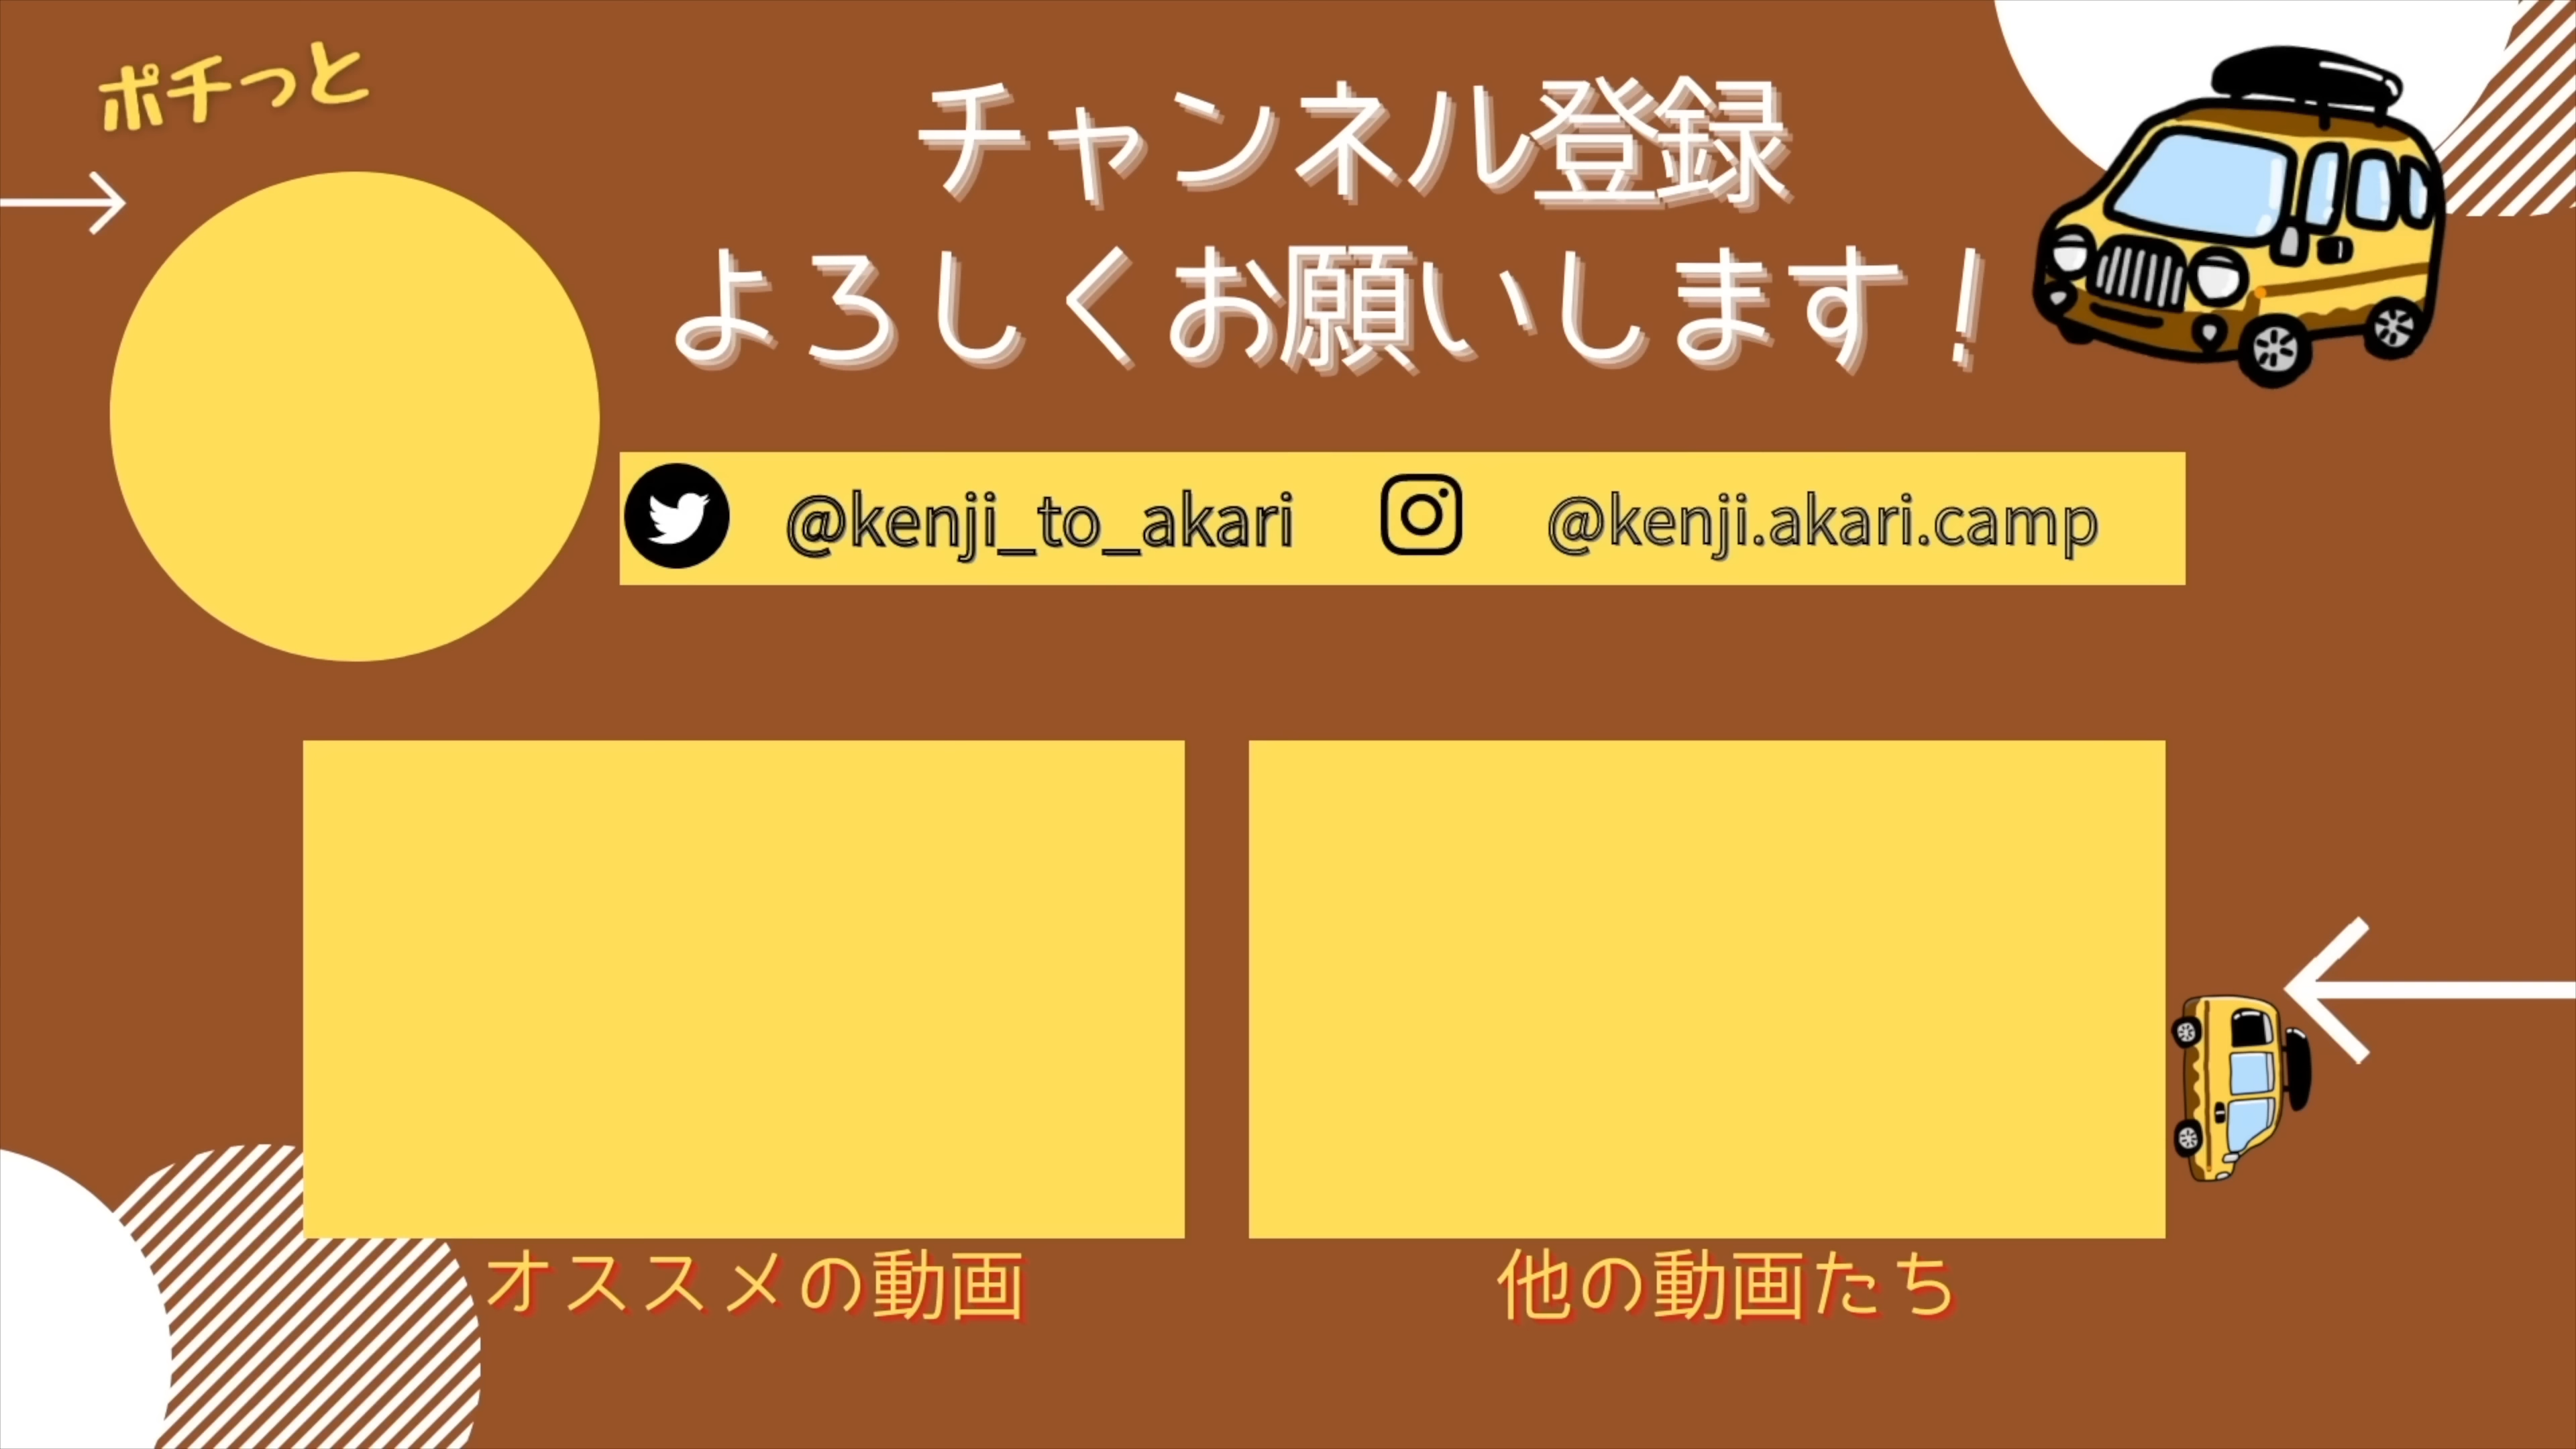 ポチっと
チャンネル登録
よろしくお願いします！
@kenji_to_akari @kenji.akari.camp
オススメの動画 他の動画たち